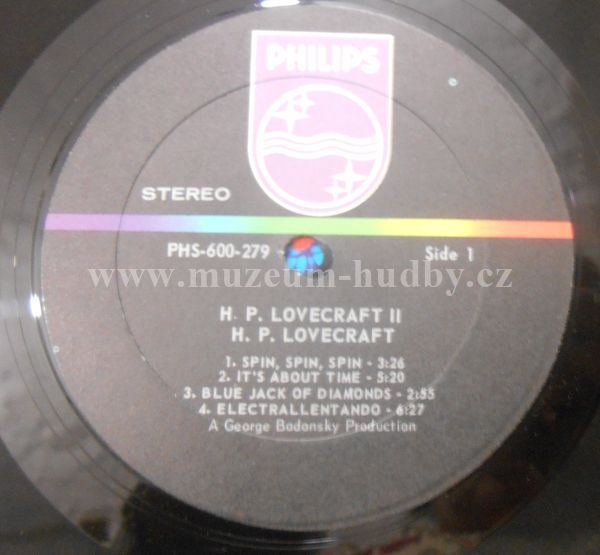 PHILIPS
STEREO
PHS-600-279
Side 1
www.muzeum-hudby.cz
H. P. LOVECRAFT II
H. P. LOVECRAFT
1. SPIN, SPIN, SPIN - 3:26
2. IT'S ABOUT TIME - 5:20
3. BLUE JACK OF DIAMONDS - 2:55
4. ELECTRALLENTANDO - 6:27
A George Badonsky Production